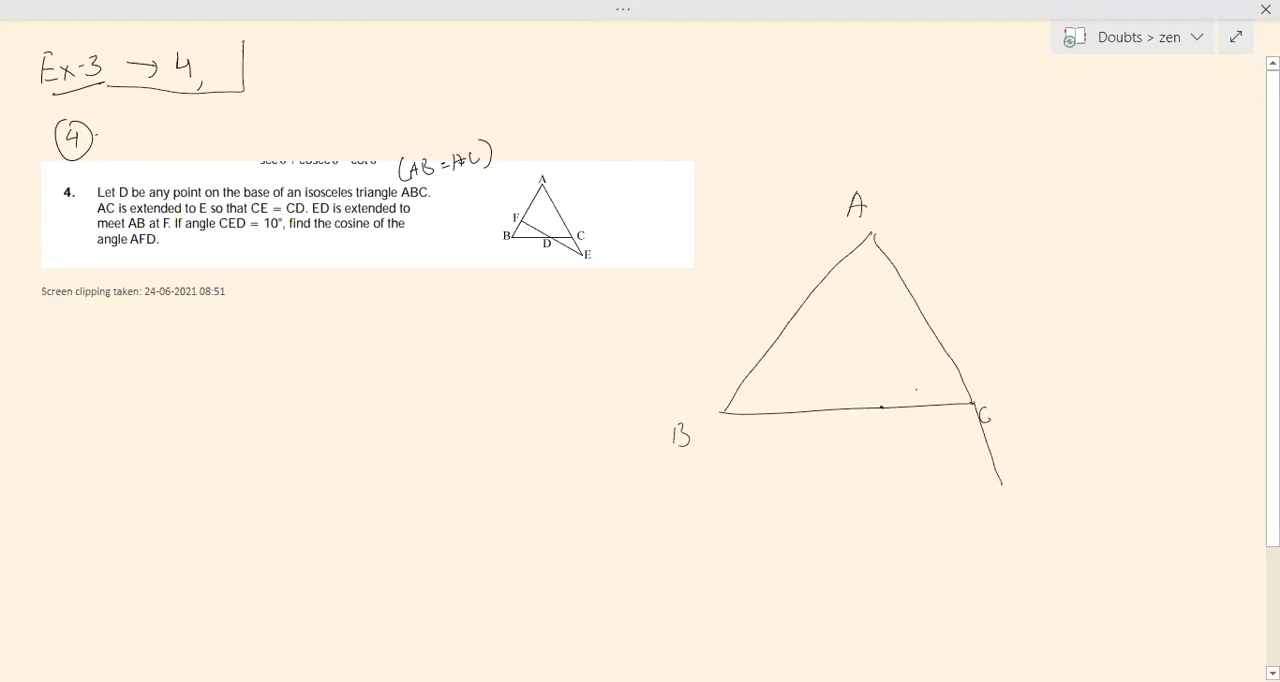 Doubts > zen
Ex-3 → 4,
4
(AB = AC)
4. Let D be any point on the base of an isosceles triangle ABC.
AC is extended to E so that CE = CD. ED is extended to
meet AB at F. If angle CED = 10°, find the cosine of the
angle AFD.
A
F
B
D
C
E
Screen clipping taken: 24-06-2021 08:51
A
B
C